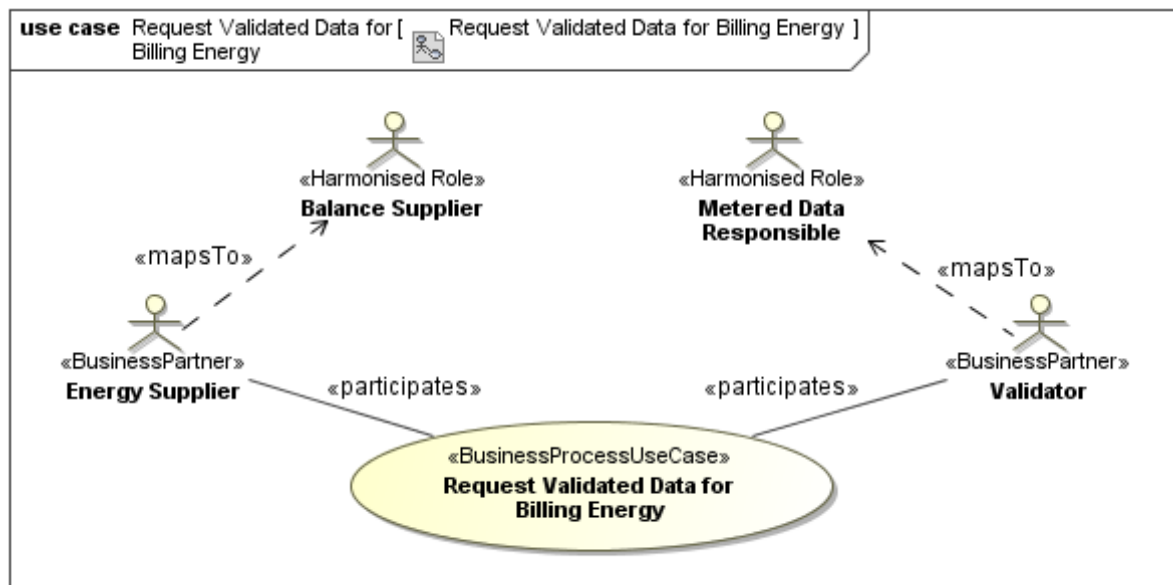 use case Request Validated Data for [ Request Validated Data for Billing Energy ]
Billing Energy
«Harmonised Role»
Balance Supplier
«Harmonised Role»
Metered Data
Responsible
«mapsTo»
«mapsTo»
«BusinessPartner»
Energy Supplier
«BusinessPartner»
Validator
«participates»
«participates»
«BusinessProcessUseCase»
Request Validated Data for
Billing Energy